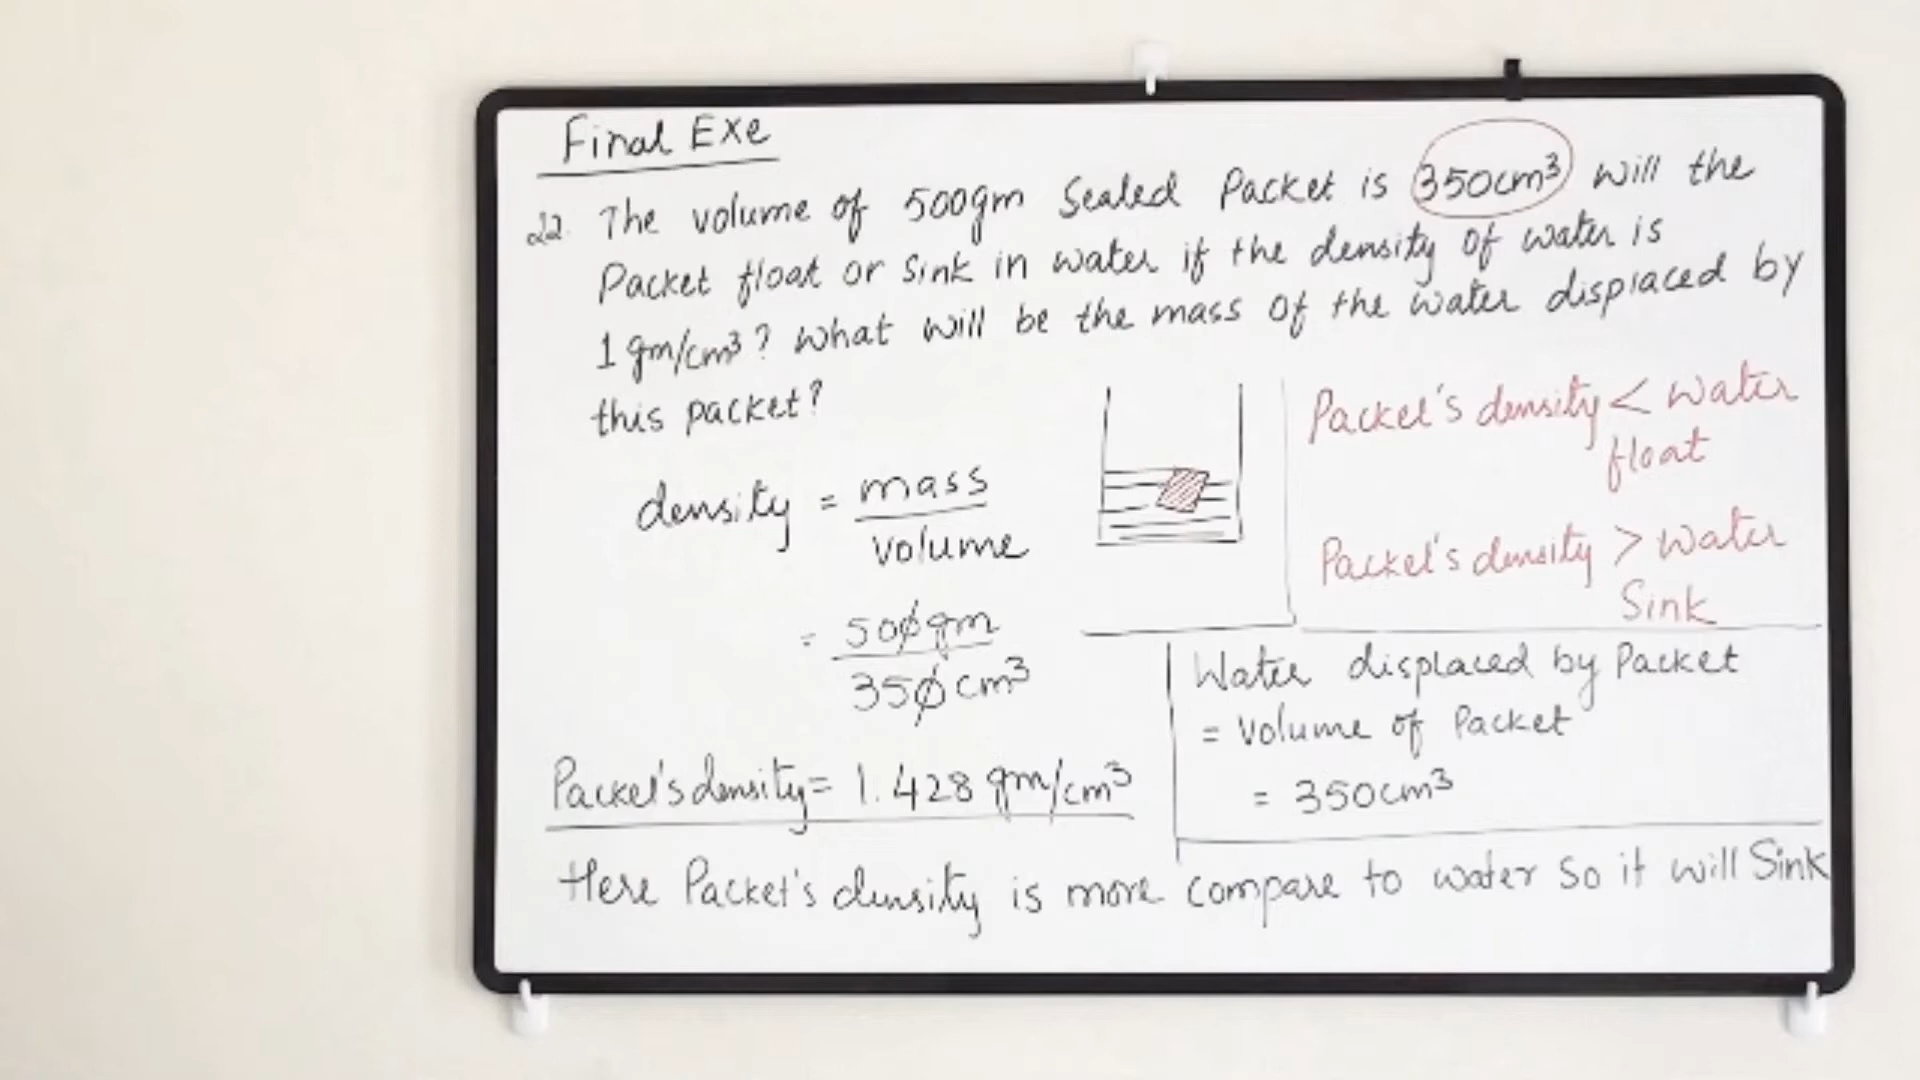 Final Exe
22. The volume of 500gm Sealed Packet is 350cm³ will the
Packet float or Sink in water if the density of water is
1 gm/cm³? What will be the mass of the water displaced by
this packet?
density = mass / volume
= 500gm / 350cm³
Packet's density = 1.428 gm/cm³
Packet's density < water
float
Packet's density > water
Sink
Water displaced by Packet
= Volume of Packet
= 350cm³
Here Packet's density is more compare to water so it will Sink